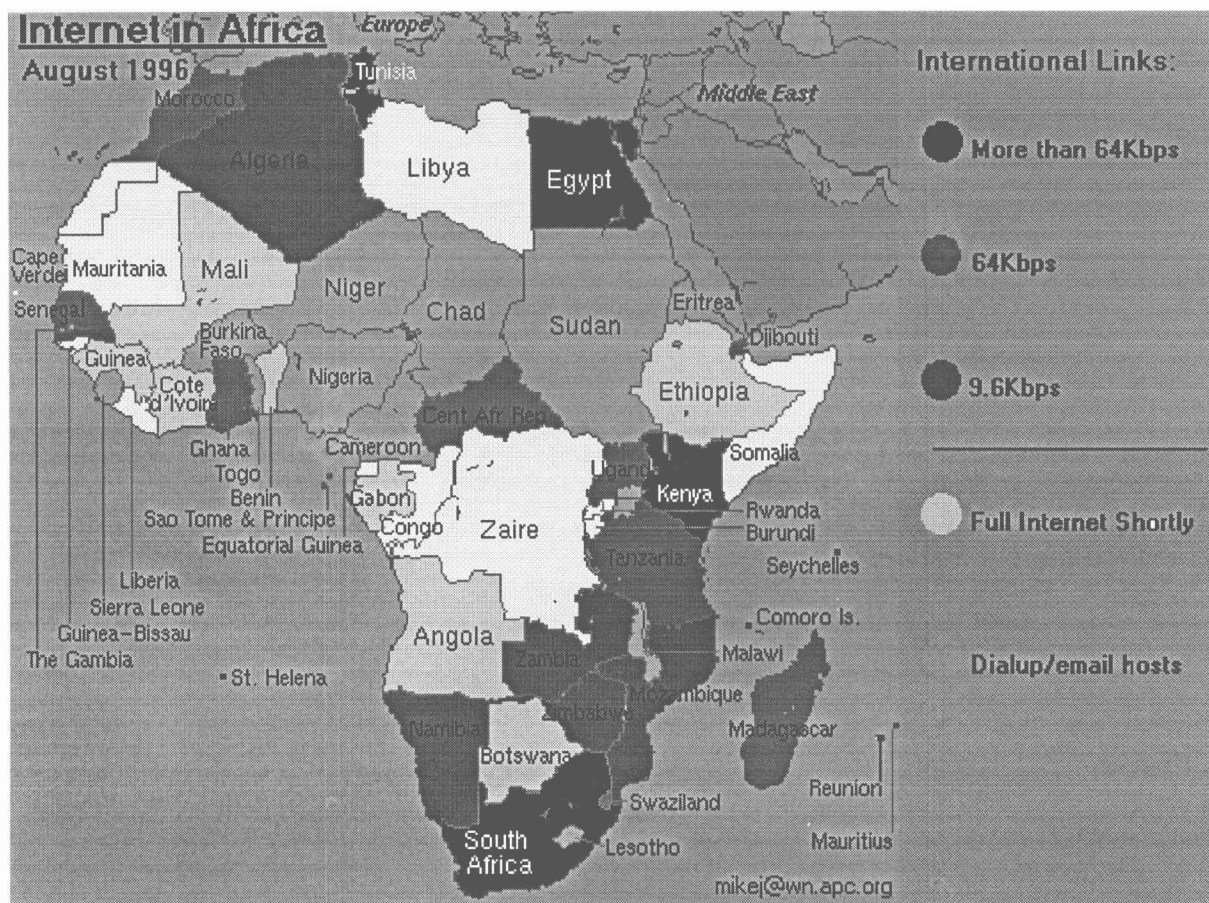 Internet in Africa
August 1996
Europe
Middle East
International Links:
More than 64Kbps
64Kbps
9.6Kbps
Full Internet Shortly
Dialup/email hosts
Tunisia
Morocco
Algeria
Libya
Egypt
Cape
Verde
Mauritania
Mali
Niger
Chad
Sudan
Eritrea
Djibouti
Senegal
Guinea
Burkina
Faso
Cote
d'Ivoire
Nigeria
Ethiopia
Cent Afr Rep
Ghana
Togo
Benin
Cameroon
Sao Tome & Principe
Equatorial Guinea
Gabon
Congo
Zaire
Uganda
Kenya
Somalia
Rwanda
Burundi
Tanzania
Seychelles
Liberia
Sierra Leone
Guinea-Bissau
The Gambia
St. Helena
Angola
Zambia
Comoro Is.
Malawi
Mozambique
Zimbabwe
Namibia
Botswana
Madagascar
Reunion
Mauritius
Swaziland
South
Africa
Lesotho
mikej@wn.apc.org